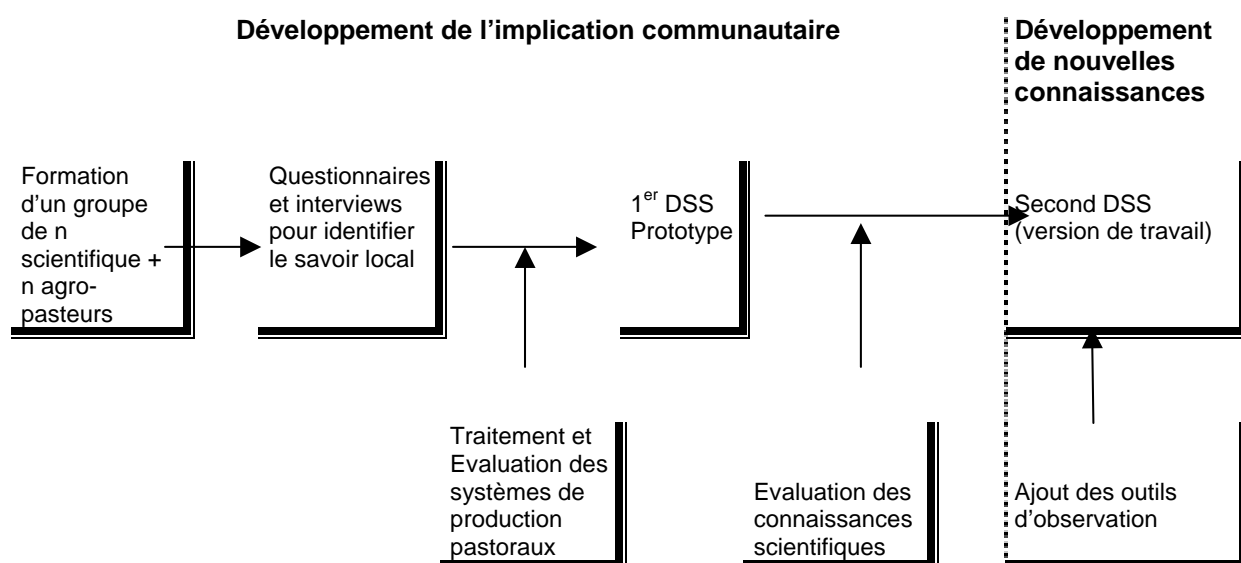 Développement de l’implication communautaire
Développement
de nouvelles
connaissances
Formation
d’un groupe
de n
scientifique +
n agro-
pasteurs
Questionnaires
et interviews
pour identifier
le savoir local
1er DSS
Prototype
Second DSS
(version de travail)
Traitement et
Evaluation des
systèmes de
production
pastoraux
Evaluation des
connaissances
scientifiques
Ajout des outils
d’observation